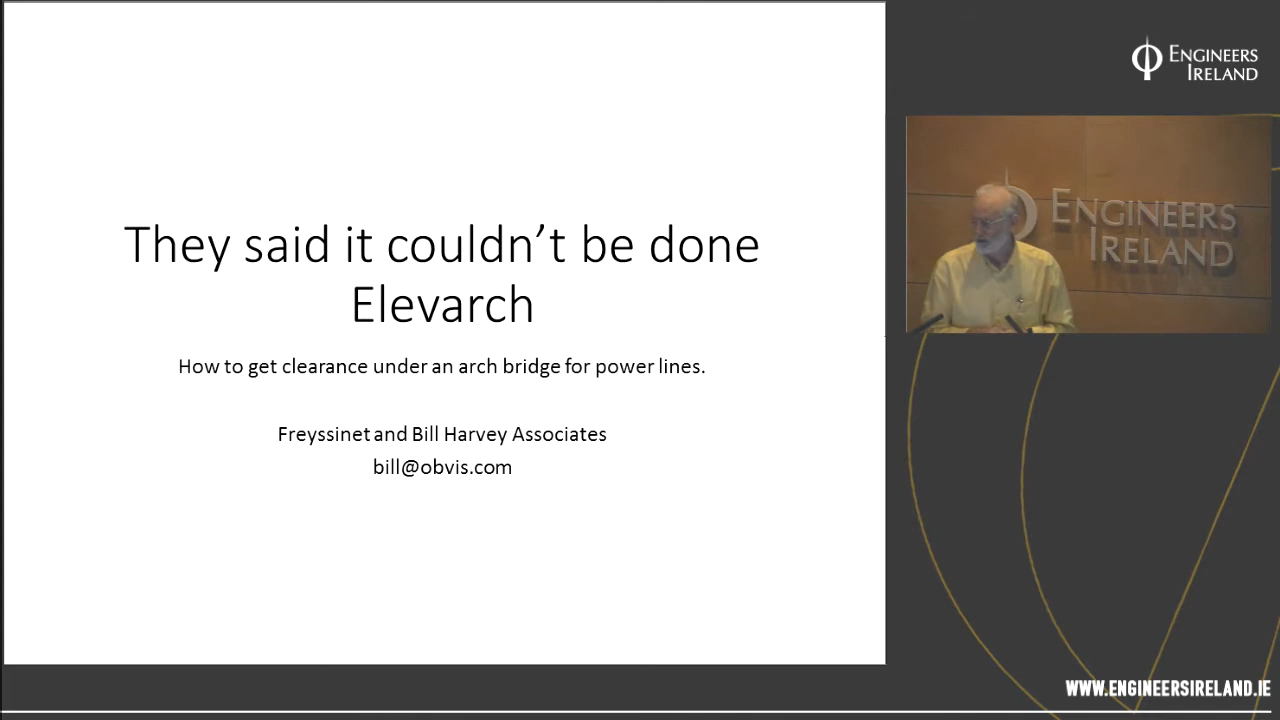 They said it couldn’t be done
Elevarch
How to get clearance under an arch bridge for power lines.
Freyssinet and Bill Harvey Associates
bill@obvis.com
ENGINEERS
IRELAND
ENGINEERS
IRELAND
WWW.ENGINEERSIRELAND.IE